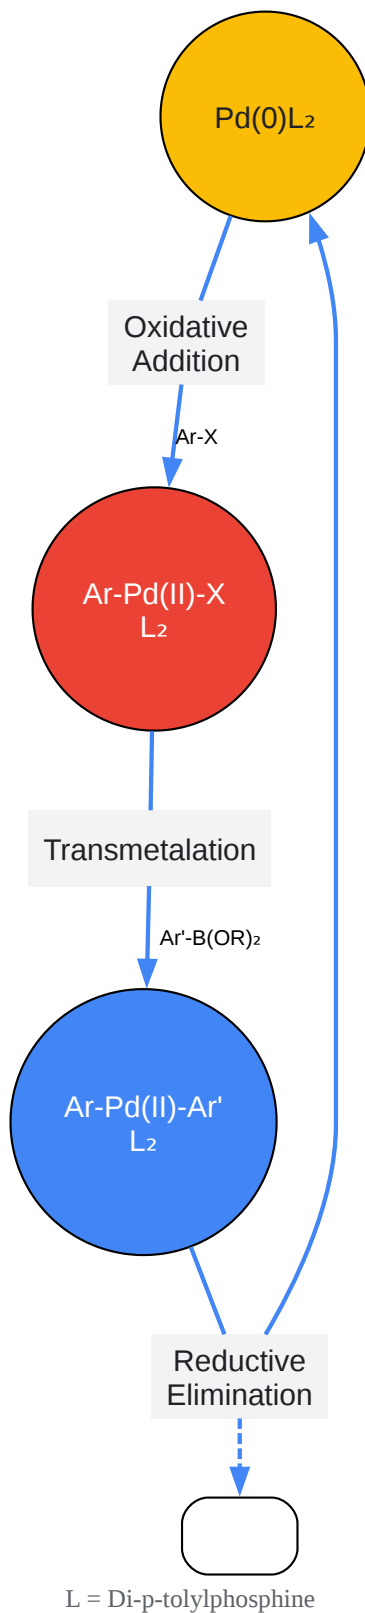 Pd(0)L₂
Oxidative
Addition
Ar-X
Ar-Pd(II)-X
L₂
Transmetalation
Ar'-B(OR)₂
Ar-Pd(II)-Ar'
L₂
Reductive
Elimination
L = Di-p-tolylphosphine